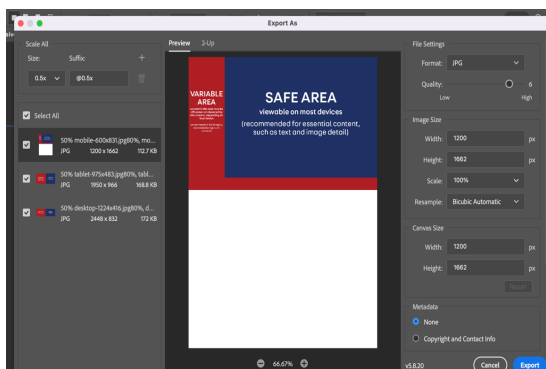 Export As
Scale All
Size:
Suffix:
0.5x
@0.5x
Select All
50% mobile-600x831.jpg80%, mo...
JPG 1200 x 1662 112.7 KB
50% tablet-975x483.jpg80%, tabl...
JPG 1950 x 966 168.8 KB
50% desktop-1224x416.jpg80%, d...
JPG 2448 x 832 172 KB
Preview
2-Up
VARIABLE
AREA
SAFE AREA
viewable on most devices
(recommended for essential content,
such as text and image detail)
66.67%
File Settings
Format: JPG
Quality: 6
Low High
Image Size
Width: 1200 px
Height: 1662 px
Scale: 100%
Resample: Bicubic Automatic
Canvas Size
Width: 1200 px
Height: 1662 px
Reset
Metadata
None
Copyright and Contact Info
v5.8.20
Cancel
Export